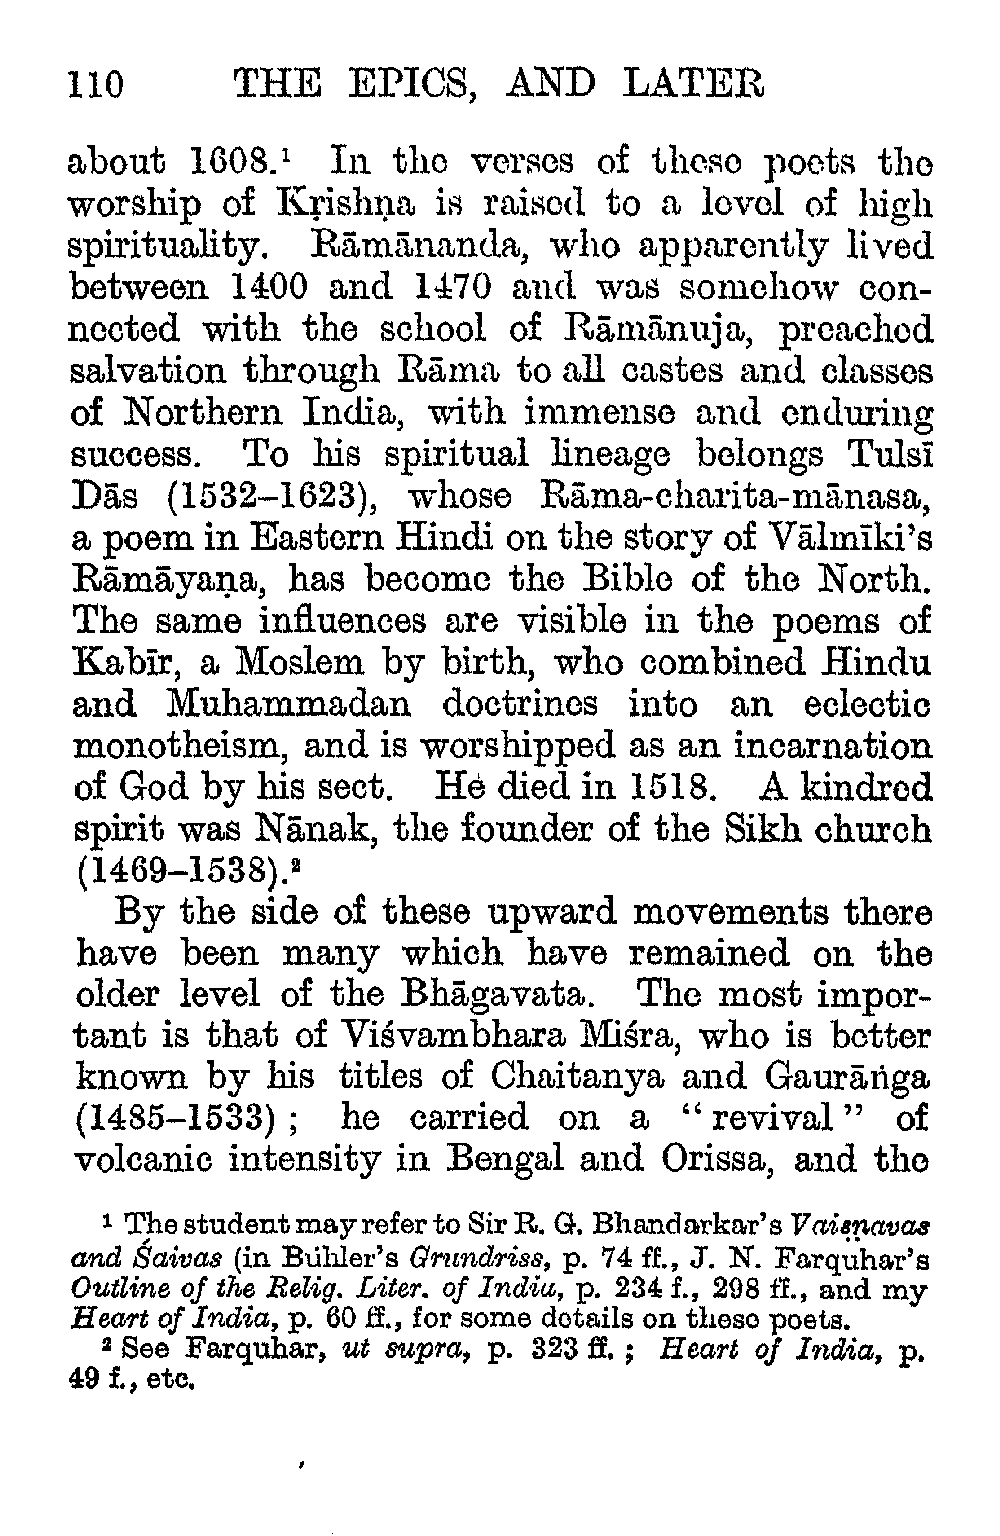 110 THE EPICS, AND LATER
about 1608.¹ In the verses of these poets the
worship of Kṛishṇa is raised to a level of high
spirituality. Rāmānanda, who apparently lived
between 1400 and 1470 and was somehow con-
nected with the school of Rāmānuja, preached
salvation through Rāma to all castes and classes
of Northern India, with immense and enduring
success. To his spiritual lineage belongs Tulsī
Dās (1532–1623), whose Rāma-charita-mānasa,
a poem in Eastern Hindi on the story of Vālmīki's
Rāmāyaṇa, has become the Bible of the North.
The same influences are visible in the poems of
Kabīr, a Moslem by birth, who combined Hindu
and Muhammadan doctrines into an eclectic
monotheism, and is worshipped as an incarnation
of God by his sect. He died in 1518. A kindred
spirit was Nānak, the founder of the Sikh church
(1469–1538).²
By the side of these upward movements there
have been many which have remained on the
older level of the Bhāgavata. The most impor-
tant is that of Viśvambhara Miśra, who is better
known by his titles of Chaitanya and Gaurāṅga
(1485–1533) ; he carried on a "revival" of
volcanic intensity in Bengal and Orissa, and the
¹ The student may refer to Sir R. G. Bhandarkar's Vaiṣṇavas
and Śaivas (in Bühler's Grundriss, p. 74 ff., J. N. Farquhar's
Outline of the Relig. Liter. of India, p. 234 f., 298 ff., and my
Heart of India, p. 60 ff., for some details on these poets.
² See Farquhar, ut supra, p. 323 ff. ; Heart of India, p.
49 f., etc.